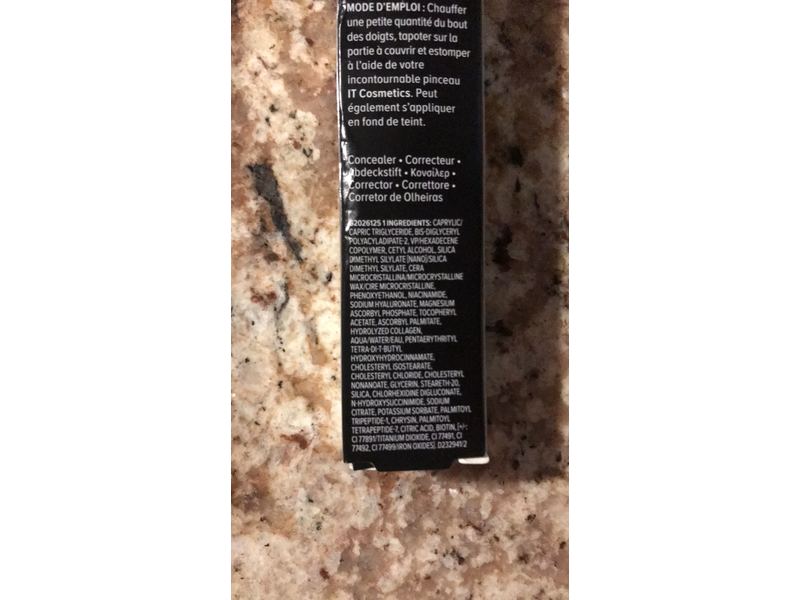 MODE D'EMPLOI : Chauffer
une petite quantité du bout
des doigts, tapoter sur la
partie à couvrir et estomper
à l'aide de votre
incontournable pinceau
IT Cosmetics. Peut
également s'appliquer
en fond de teint.
Concealer • Correcteur •
Abdeckstift • Κονσίλερ •
Corrector • Correttore •
Corretor de Olheiras
G2026125 1 INGREDIENTS: CAPRYLIC/
CAPRIC TRIGLYCERIDE, BIS-DIGLYCERYL
POLYACYLADIPATE-2, VP/HEXADECENE
COPOLYMER, CETYL ALCOHOL, SILICA
DIMETHYL SILYLATE [NANO]/SILICA
DIMETHYL SILYLATE, CERA
MICROCRISTALLINA/MICROCRYSTALLINE
WAX/CIRE MICROCRISTALLINE,
PHENOXYETHANOL, NIACINAMIDE,
SODIUM HYALURONATE, MAGNESIUM
ASCORBYL PHOSPHATE, TOCOPHERYL
ACETATE, ASCORBYL PALMITATE,
HYDROLYZED COLLAGEN,
AQUA/WATER/EAU, PENTAERYTHRITYL
TETRA-DI-T-BUTYL
HYDROXYHYDROCINNAMATE,
CHOLESTERYL ISOSTEARATE,
CHOLESTERYL CHLORIDE, CHOLESTERYL
NONANOATE, GLYCERIN, STEARETH-20,
SILICA, CHLORHEXIDINE DIGLUCONATE,
N-HYDROXYSUCCINIMIDE, SODIUM
CITRATE, POTASSIUM SORBATE, PALMITOYL
TRIPEPTIDE-1, CHRYSIN, PALMITOYL
TETRAPEPTIDE-7, CITRIC ACID, BIOTIN, [+/-:
CI 77891/TITANIUM DIOXIDE, CI 77491, CI
77492, CI 77499/IRON OXIDES]. D232941/2